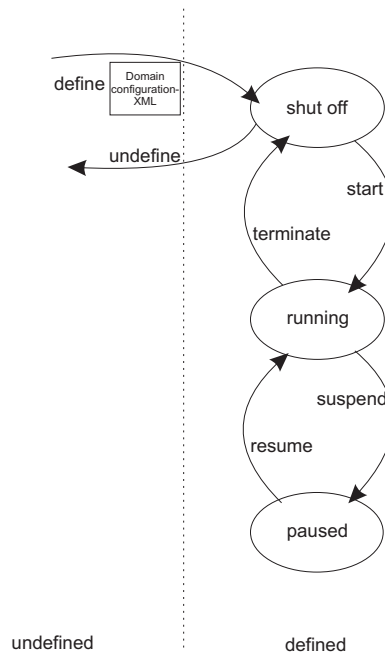 define
Domain
configuration-
XML
shut off
undefine
start
terminate
running
suspend
resume
paused
undefined
defined